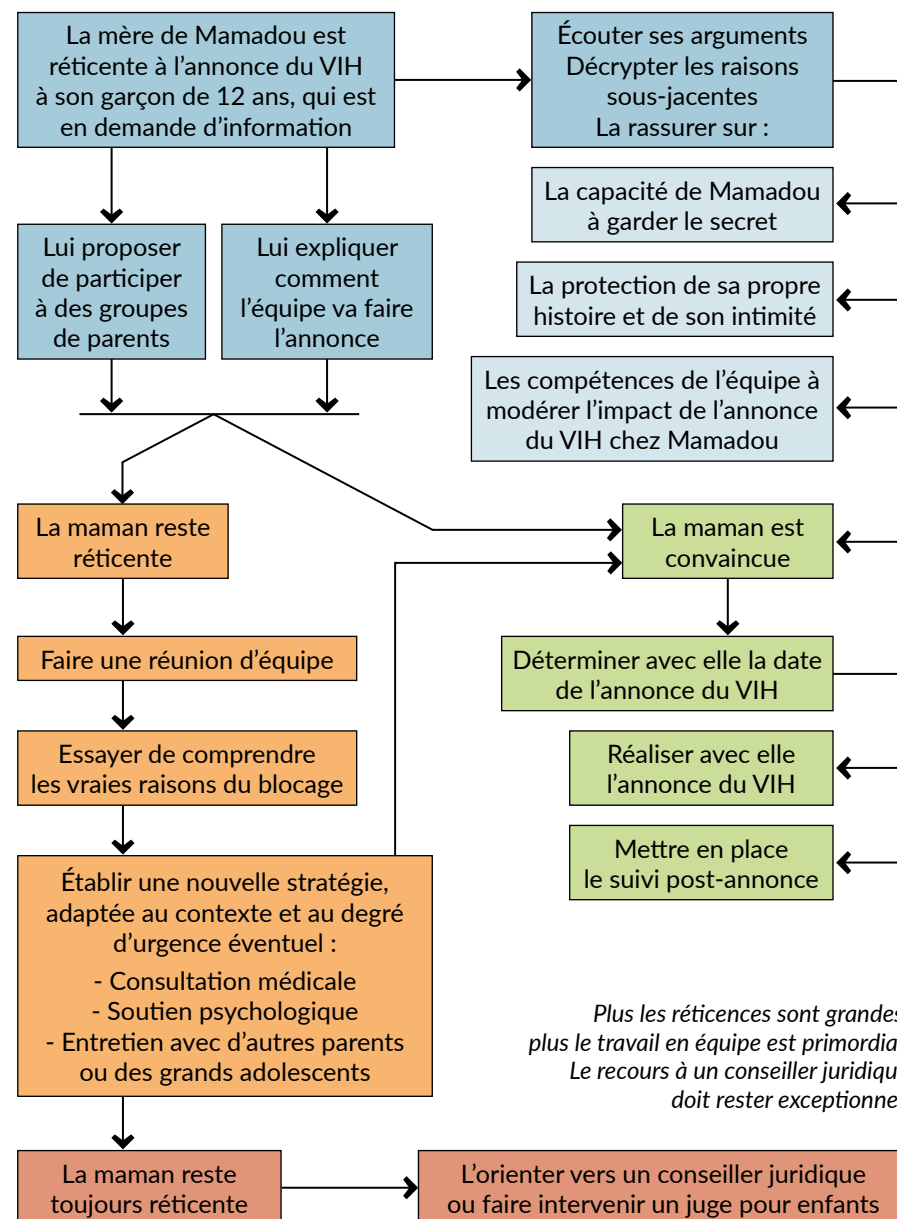 La mère de Mamadou est
réticente à l’annonce du VIH
à son garçon de 12 ans, qui est
en demande d’information
Écouter ses arguments
Décrypter les raisons
sous-jacentes
La rassurer sur :
La capacité de Mamadou
à garder le secret
Lui proposer
de participer
à des groupes
de parents
Lui expliquer
comment
l’équipe va faire
l’annonce
La protection de sa propre
histoire et de son intimité
Les compétences de l’équipe à
modérer l’impact de l’annonce
du VIH chez Mamadou
La maman reste
réticente
La maman est
convaincue
Faire une réunion d’équipe
Déterminer avec elle la date
de l’annonce du VIH
Essayer de comprendre
les vraies raisons du blocage
Réaliser avec elle
l’annonce du VIH
Mettre en place
le suivi post-annonce
Établir une nouvelle stratégie,
adaptée au contexte et au degré
d’urgence éventuel :
- Consultation médicale
- Soutien psychologique
- Entretien avec d’autres parents
ou des grands adolescents
Plus les réticences sont grandes
plus le travail en équipe est primordia
Le recours à un conseiller juridiqu
doit rester exceptionne
La maman reste
toujours réticente
L’orienter vers un conseiller juridique
ou faire intervenir un juge pour enfants